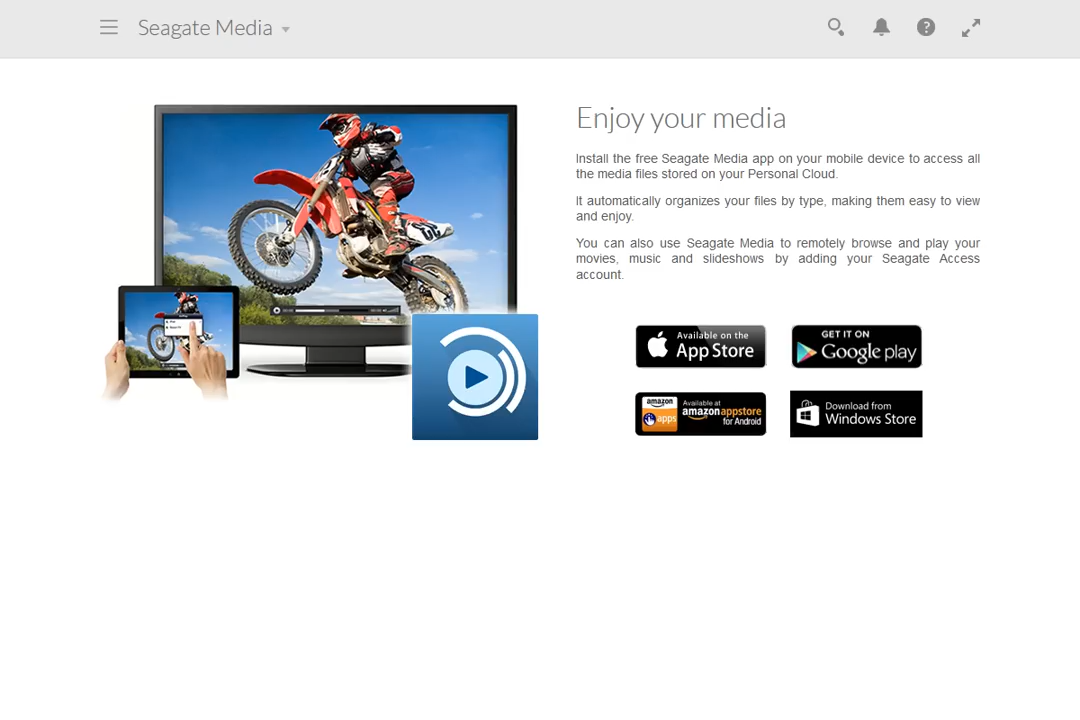 Seagate Media
Enjoy your media
Install the free Seagate Media app on your mobile device to access all
the media files stored on your Personal Cloud.
It automatically organizes your files by type, making them easy to view
and enjoy.
You can also use Seagate Media to remotely browse and play your
movies, music and slideshows by adding your Seagate Access
account.
Available on the
App Store
GET IT ON
Google play
amazon
apps
Available at
amazon appstore
for Android
Download from
Windows Store